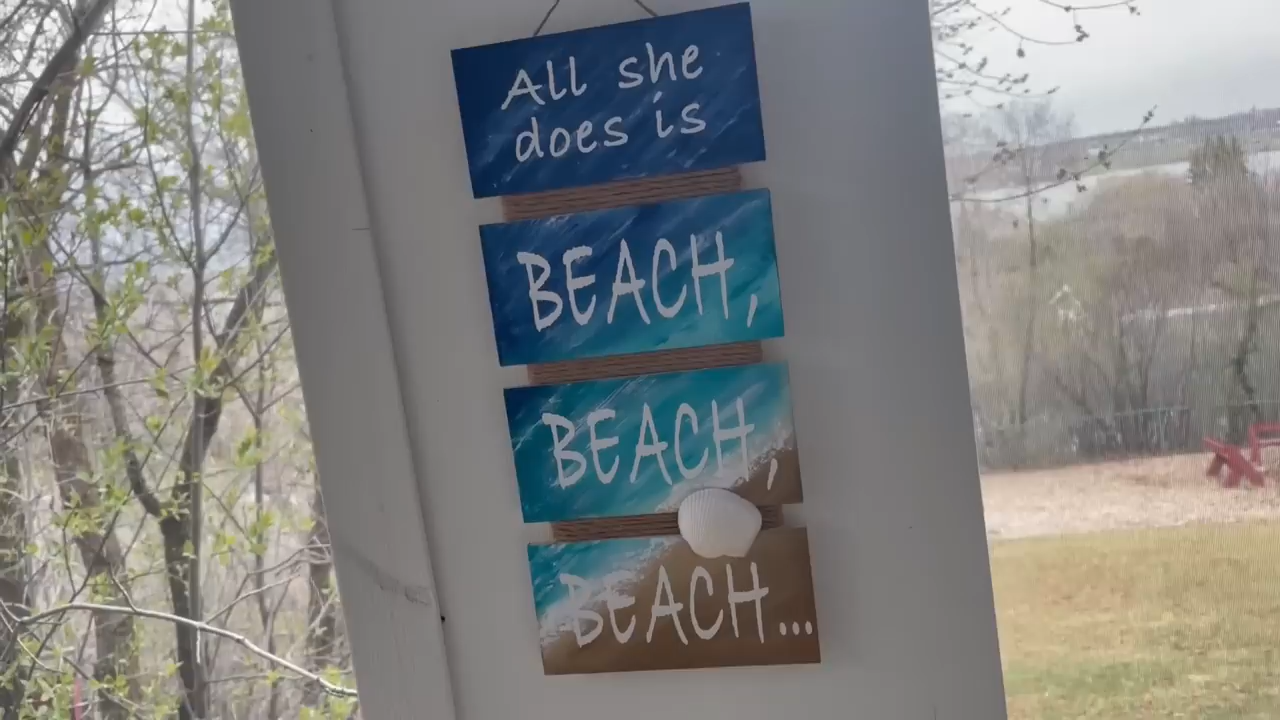 All she
does is
BEACH,
BEACH,
BEACH...